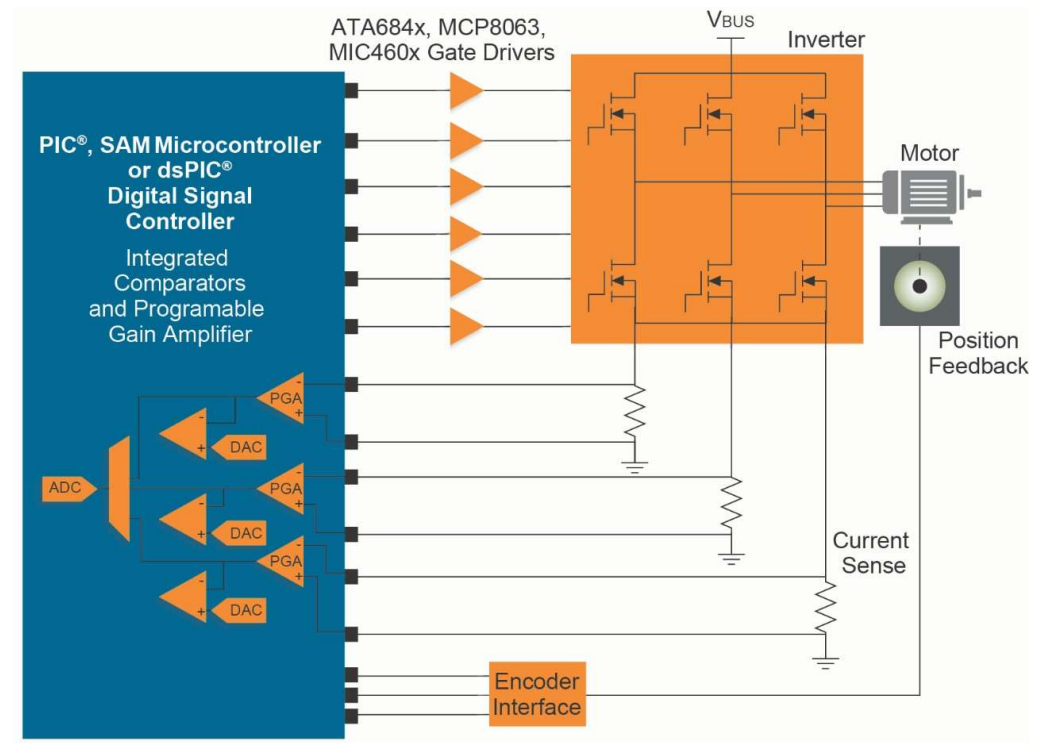 ATA684x, MCP8063,
MIC460x Gate Drivers
VBUS
Inverter
PIC®, SAM Microcontroller
or dsPIC®
Digital Signal
Controller
Integrated
Comparators
and Programable
Gain Amplifier
Motor
Position
Feedback
-
PGA
+
-
+
DAC
ADC
-
PGA
+
-
+
DAC
-
PGA
+
-
+
DAC
Current
Sense
Encoder
Interface